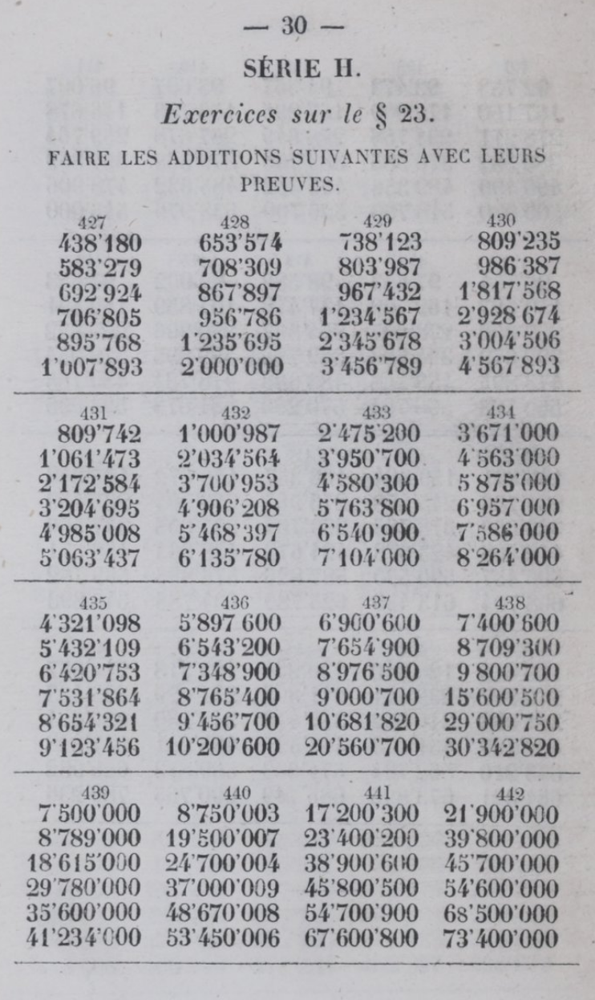 — 30 —
SÉRIE H.
Exercices sur le § 23.
FAIRE LES ADDITIONS SUIVANTES AVEC LEURS
PREUVES.
427 428 429 430
438'180 653'574 738'123 809'235
583'279 708'309 803'987 986'387
692'924 867'897 967'432 1'817'568
706'805 956'786 1'234'567 2'928'674
895'768 1'235'695 2'345'678 3'004'506
1'007'893 2'000'000 3'456'789 4'567'893
431 432 433 434
809'742 1'000'987 2'475'200 3'671'000
1'061'473 2'034'564 3'950'700 4'563'000
2'172'584 3'700'953 4'580'300 5'875'000
3'204'695 4'906'208 5'763'800 6'957'000
4'985'008 5'468'397 6'540'900 7'586'000
5'063'437 6'135'780 7'104'000 8'264'000
435 436 437 438
4'321'098 5'897'600 6'900'600 7'400'600
5'432'109 6'543'200 7'654'900 8'709'300
6'420'753 7'348'900 8'976'500 9'800'700
7'531'864 8'765'400 9'000'700 15'600'500
8'654'321 9'456'700 10'681'820 29'000'750
9'123'456 10'200'600 20'560'700 30'342'820
439 440 441 442
7'500'000 8'750'003 17'200'300 21'900'000
8'789'000 19'500'007 23'400'200 39'800'000
18'615'000 24'700'004 38'900'600 45'700'000
29'780'000 37'000'009 45'800'500 54'600'000
35'600'000 48'670'008 54'700'900 68'500'000
41'234'000 53'450'006 67'600'800 73'400'000